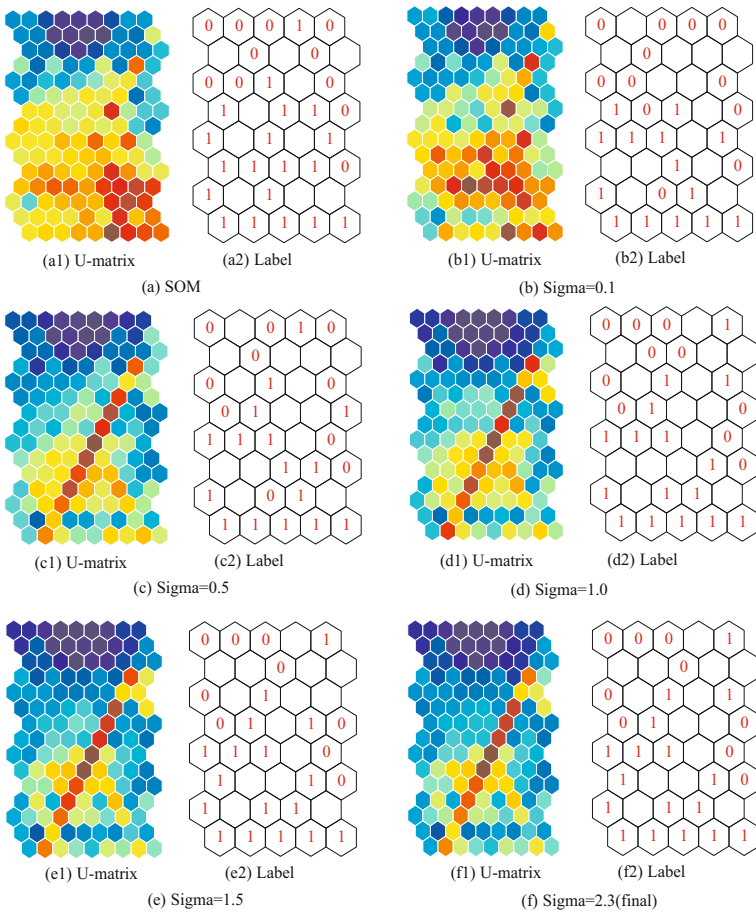 0 0 0 1 0
0 0
0 0 1 0
1 1 1 0
1 1 1
1 1 1 1 1 0
1 1
1 1 1 1 1
(a1) U-matrix (a2) Label
(a) SOM
0 0 0 0
0
0 0 0
1 0 1 0
1 1 1 1
1 0
1 0 1
1 1 1 1 1
(b1) U-matrix (b2) Label
(b) Sigma=0.1
0 0 1 0
0
0 1 0
0 1 1
1 1 1 0
1 1 0
1 0 1
1 1 1 1 1
(c1) U-matrix (c2) Label
(c) Sigma=0.5
0 0 0 1
0 0
0 1 1
0 1 0
1 1 1 0
1 0
1 1 1
1 1 1 1 1
(d1) U-matrix (d2) Label
(d) Sigma=1.0
0 0 0 1
0
0 1
0 1 1 0
1 1 1 0
1 1 0
1 1 1
1 1 1 1 1
(e1) U-matrix (e2) Label
(e) Sigma=1.5
0 0 0 1
0
0 1 1
0 1 0
1 1 1 0
1 1 0
1 1 1
1 1 1 1 1
(f1) U-matrix (f2) Label
(f) Sigma=2.3(final)